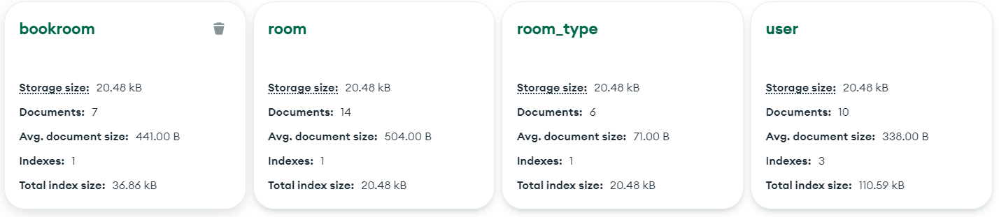 bookroom
Storage size: 20.48 kB
Documents: 7
Avg. document size: 441.00 B
Indexes: 1
Total index size: 36.86 kB
room
Storage size: 20.48 kB
Documents: 14
Avg. document size: 504.00 B
Indexes: 1
Total index size: 20.48 kB
room_type
Storage size: 20.48 kB
Documents: 6
Avg. document size: 71.00 B
Indexes: 1
Total index size: 20.48 kB
user
Storage size: 20.48 kB
Documents: 10
Avg. document size: 338.00 B
Indexes: 3
Total index size: 110.59 kB